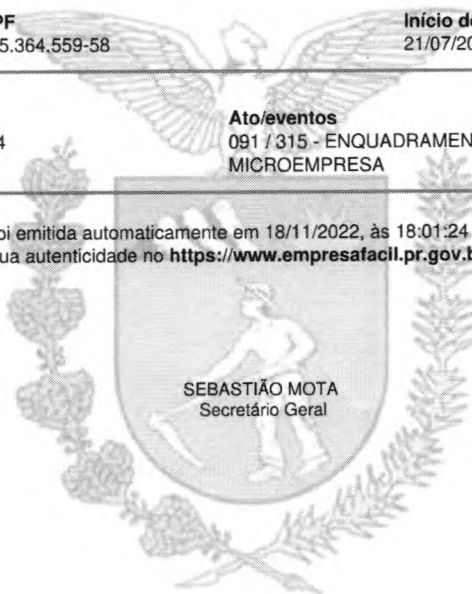 PF
5.364.559-58
Início de
21/07/20
4
Ato/eventos
091 / 315 - ENQUADRAMEN
MICROEMPRESA
oi emitida automaticamente em 18/11/2022, às 18:01:24
ua autenticidade no https://www.empresafacil.pr.gov.b
SEBASTIÃO MOTA
Secretário Geral